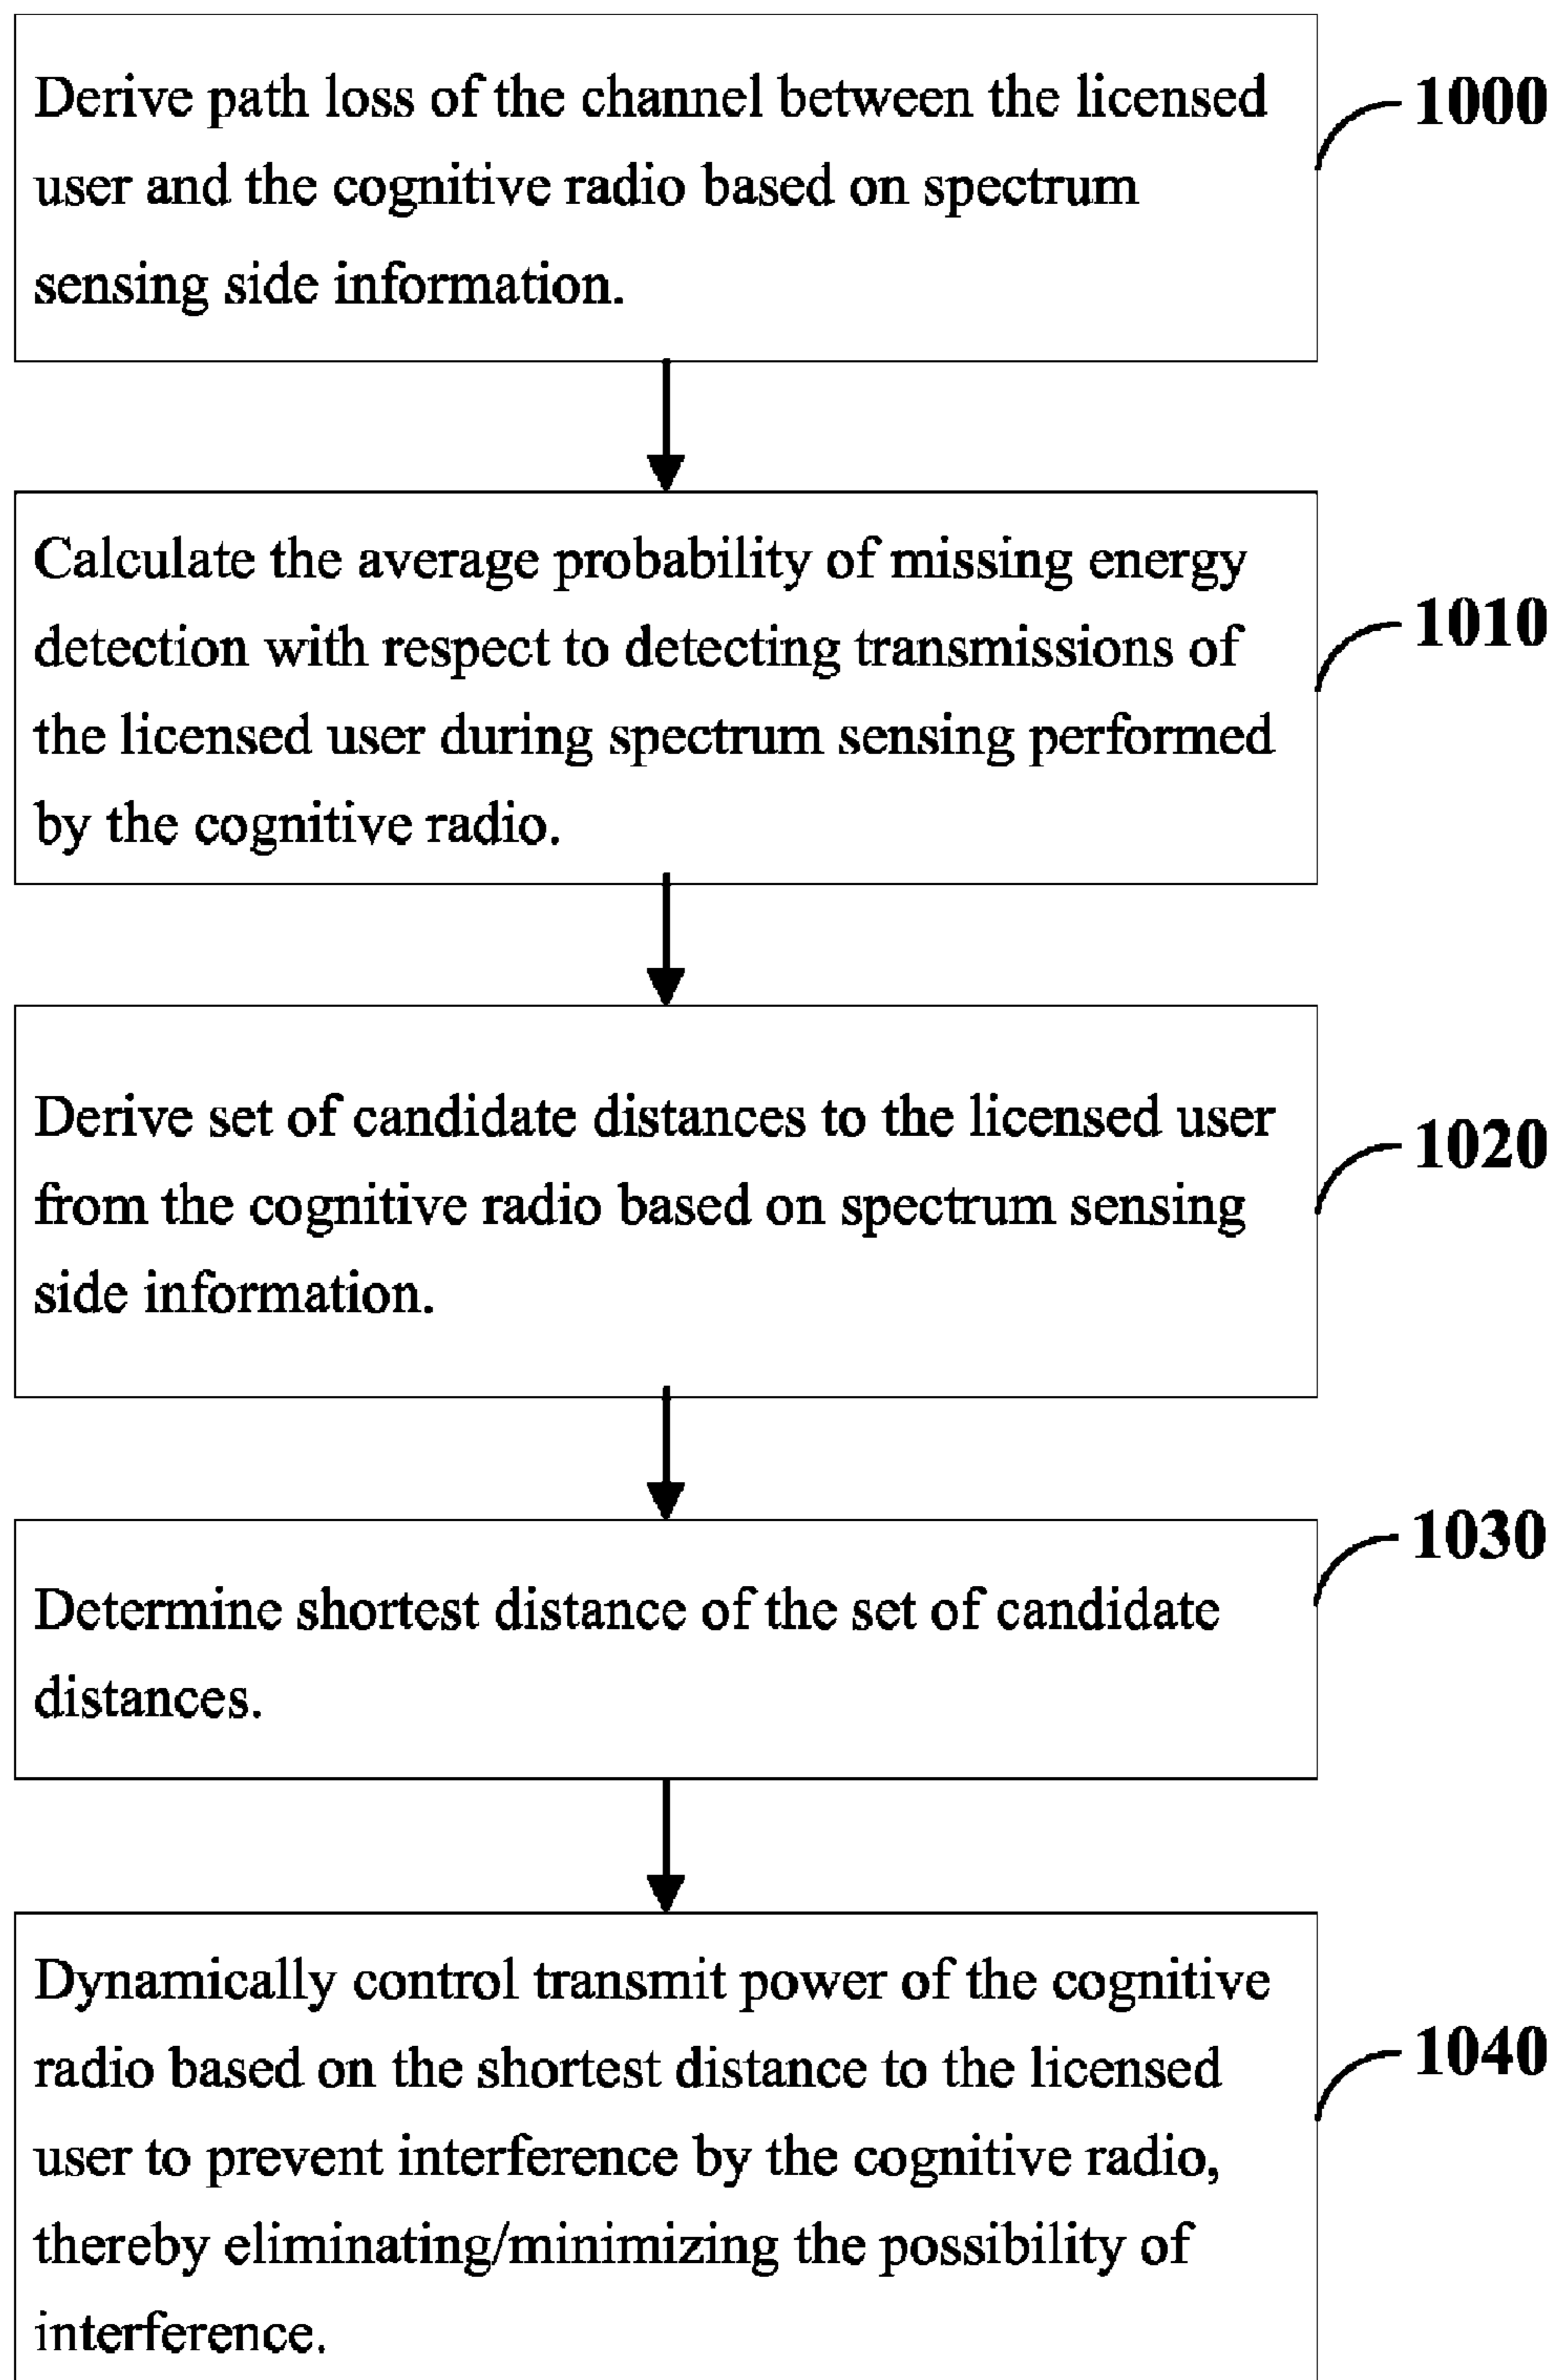 Derive path loss of the channel between the licensed
user and the cognitive radio based on spectrum
sensing side information.
1000
Calculate the average probability of missing energy
detection with respect to detecting transmissions of
the licensed user during spectrum sensing performed
by the cognitive radio.
1010
Derive set of candidate distances to the licensed user
from the cognitive radio based on spectrum sensing
side information.
1020
Determine shortest distance of the set of candidate
distances.
1030
Dynamically control transmit power of the cognitive
radio based on the shortest distance to the licensed
user to prevent interference by the cognitive radio,
thereby eliminating/minimizing the possibility of
interference.
1040